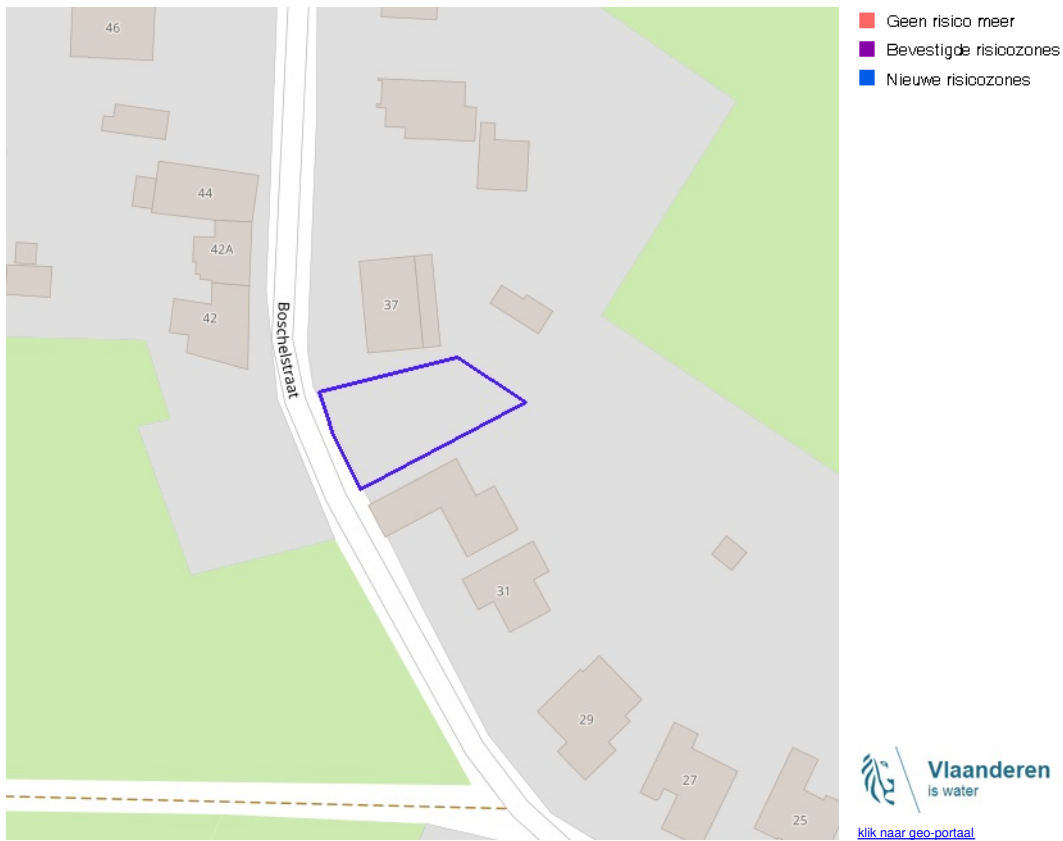 46
44
42A
42
37
Boschelstraat
31
29
27
25
Geen risico meer
Bevestigde risicozones
Nieuwe risicozones
Vlaanderen
is water
klik naar geo-portaal